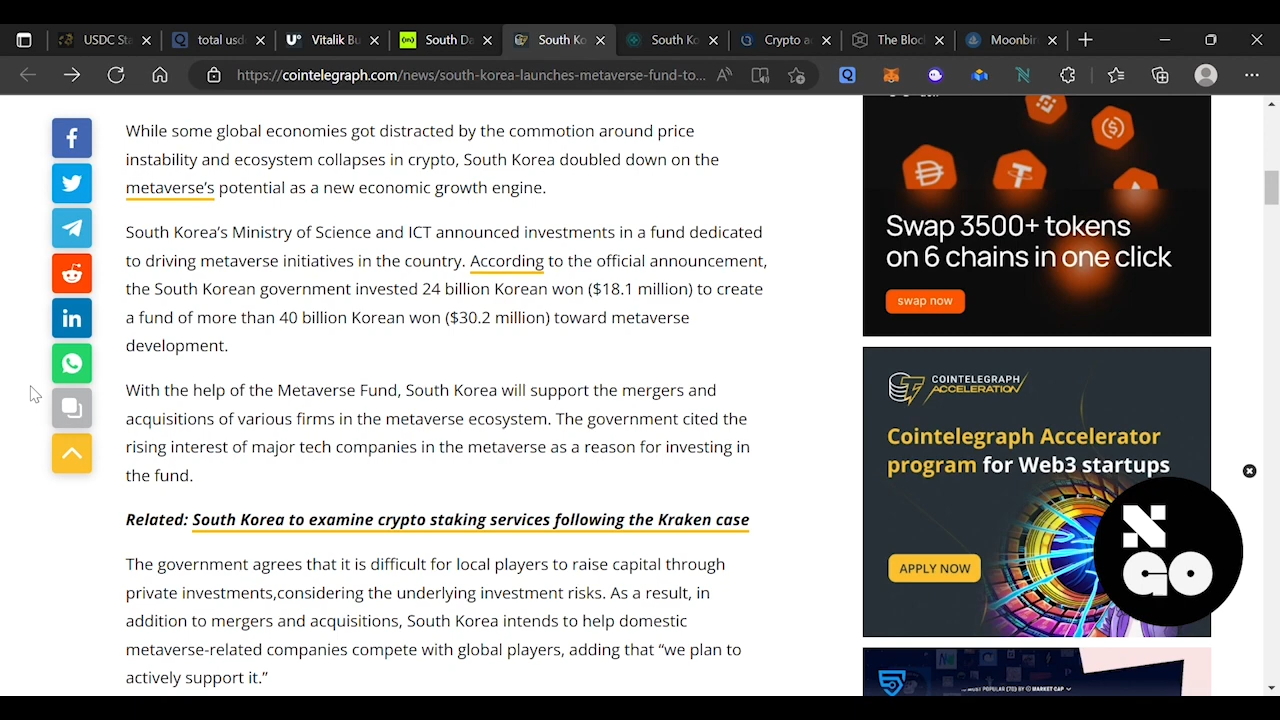 USDC Sta
total usd
Vitalik Bu
South Da
South Ko
South Ko
Crypto a
The Bloc
Moonbir
https://cointelegraph.com/news/south-korea-launches-metaverse-fund-to...
While some global economies got distracted by the commotion around price
instability and ecosystem collapses in crypto, South Korea doubled down on the
metaverse's potential as a new economic growth engine.
South Korea's Ministry of Science and ICT announced investments in a fund dedicated
to driving metaverse initiatives in the country. According to the official announcement,
the South Korean government invested 24 billion Korean won ($18.1 million) to create
a fund of more than 40 billion Korean won ($30.2 million) toward metaverse
development.
With the help of the Metaverse Fund, South Korea will support the mergers and
acquisitions of various firms in the metaverse ecosystem. The government cited the
rising interest of major tech companies in the metaverse as a reason for investing in
the fund.
Related: South Korea to examine crypto staking services following the Kraken case
The government agrees that it is difficult for local players to raise capital through
private investments,considering the underlying investment risks. As a result, in
addition to mergers and acquisitions, South Korea intends to help domestic
metaverse-related companies compete with global players, adding that "we plan to
actively support it."
Swap 3500+ tokens
on 6 chains in one click
swap now
COINTELEGRAPH
ACCELERATION
Cointelegraph Accelerator
program for Web3 startups
APPLY NOW
N
GO
MOST POPULAR (7D) BY MARKET CAP